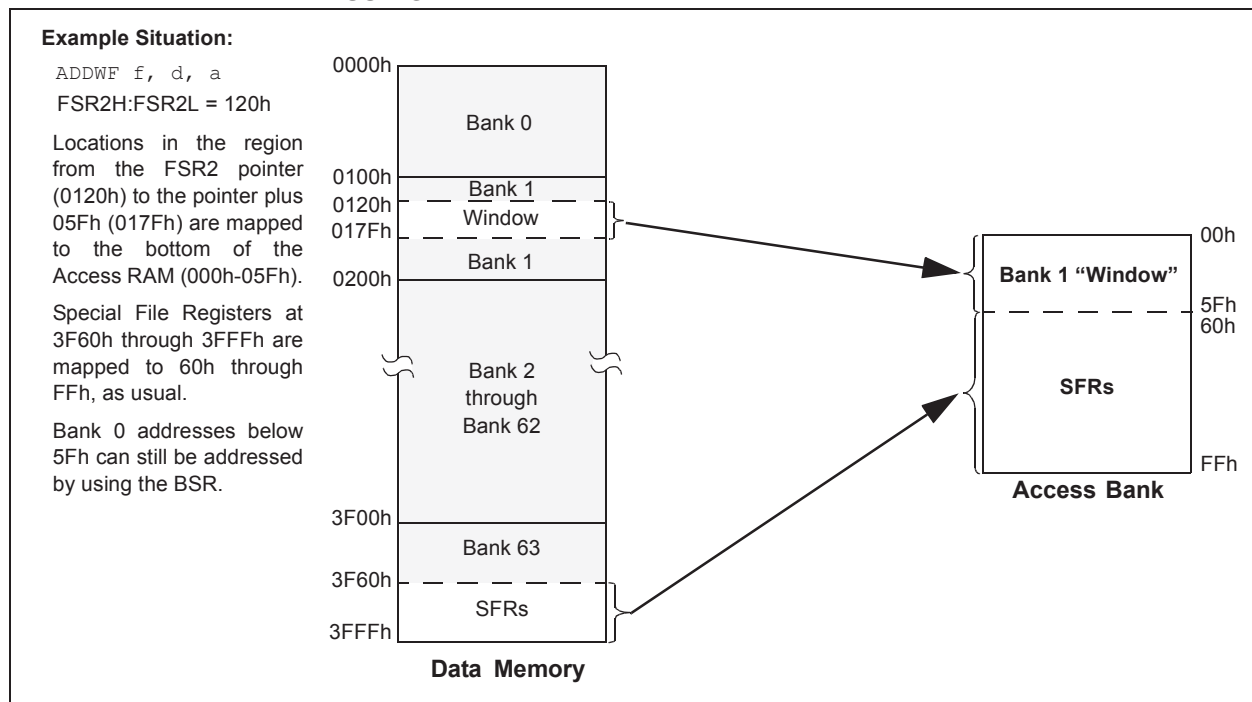 Example Situation:
ADDWF f, d, a
FSR2H:FSR2L = 120h
Locations in the region
from the FSR2 pointer
(0120h) to the pointer plus
05Fh (017Fh) are mapped
to the bottom of the
Access RAM (000h-05Fh).
Special File Registers at
3F60h through 3FFFh are
mapped to 60h through
FFh, as usual.
Bank 0 addresses below
5Fh can still be addressed
by using the BSR.
0000h
Bank 0
0100h
Bank 1
0120h
Window
017Fh
Bank 1
0200h
Bank 2
through
Bank 62
3F00h
Bank 63
3F60h
SFRs
3FFFh
Data Memory
00h
Bank 1 “Window”
5Fh
60h
SFRs
FFh
Access Bank